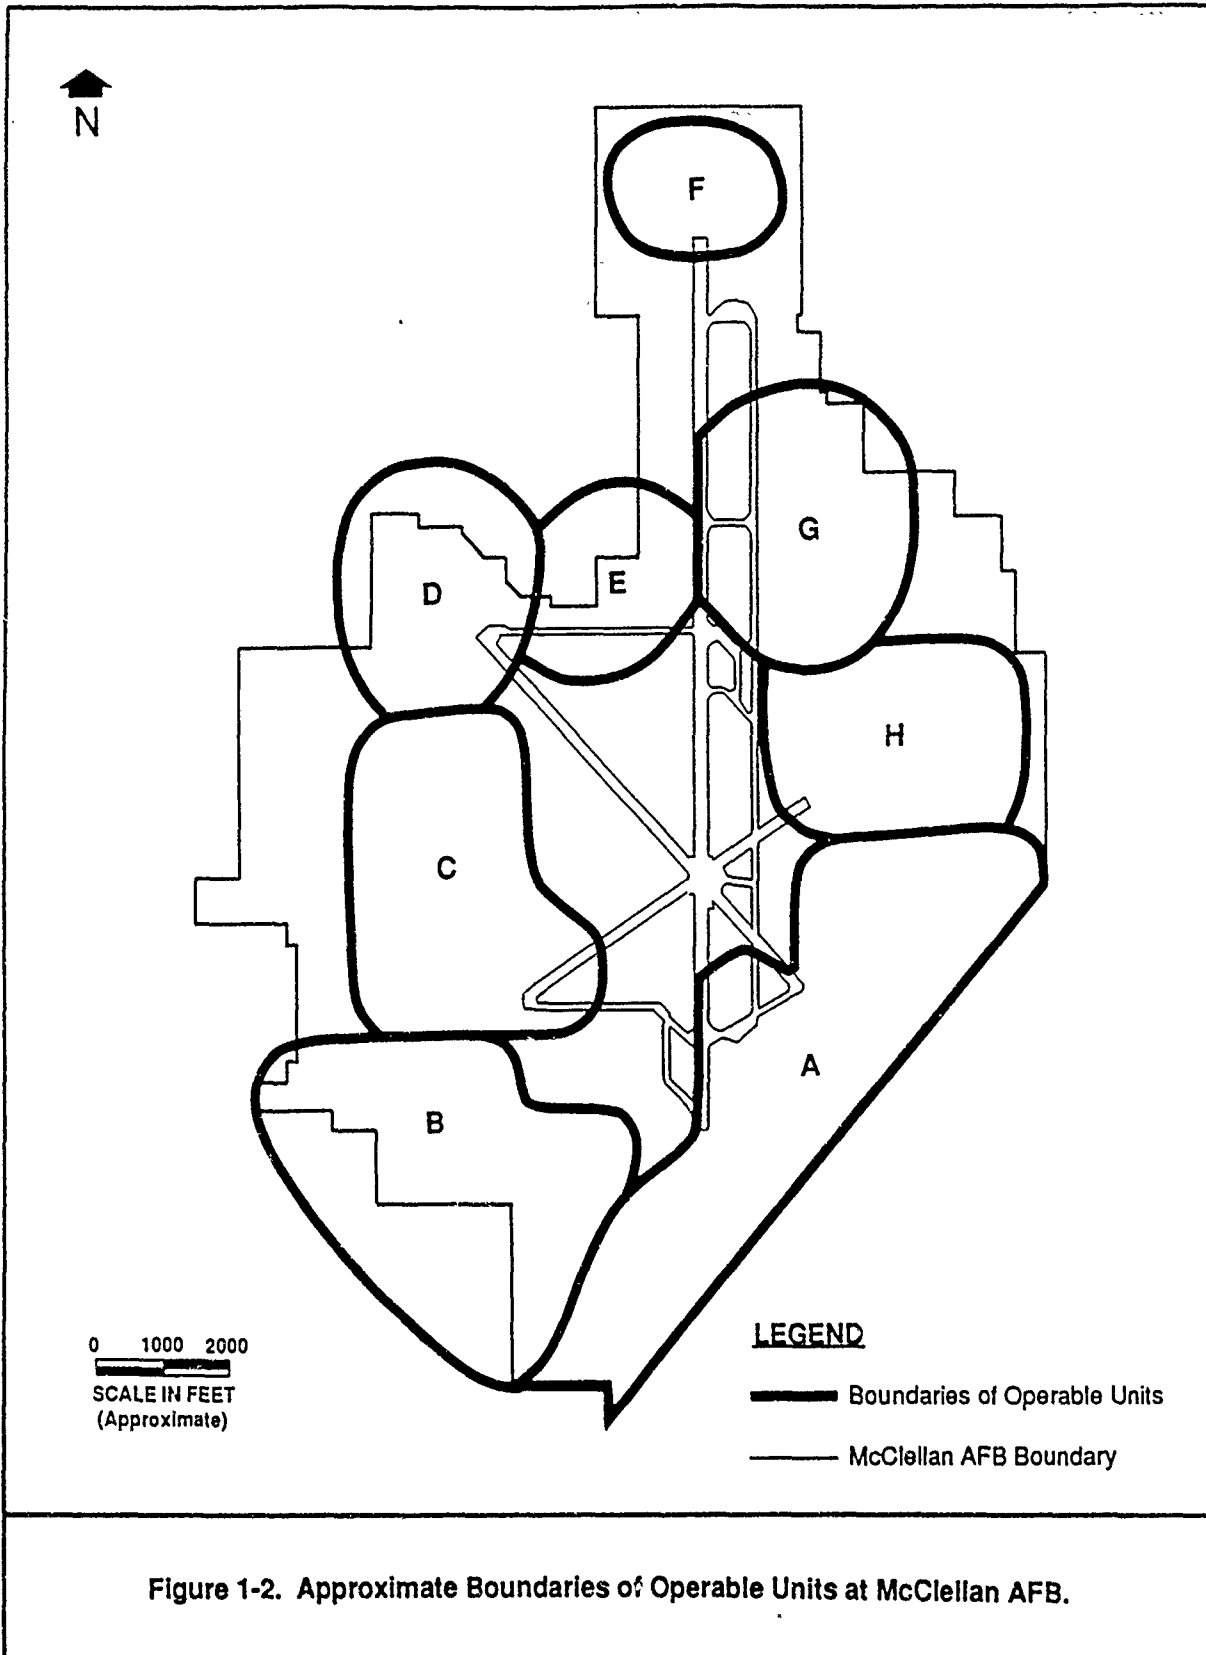 N
F
G
D
E
H
C
A
B
0 1000 2000
SCALE IN FEET
(Approximate)
LEGEND
Boundaries of Operable Units
McClellan AFB Boundary
Figure 1-2. Approximate Boundaries of Operable Units at McClellan AFB.